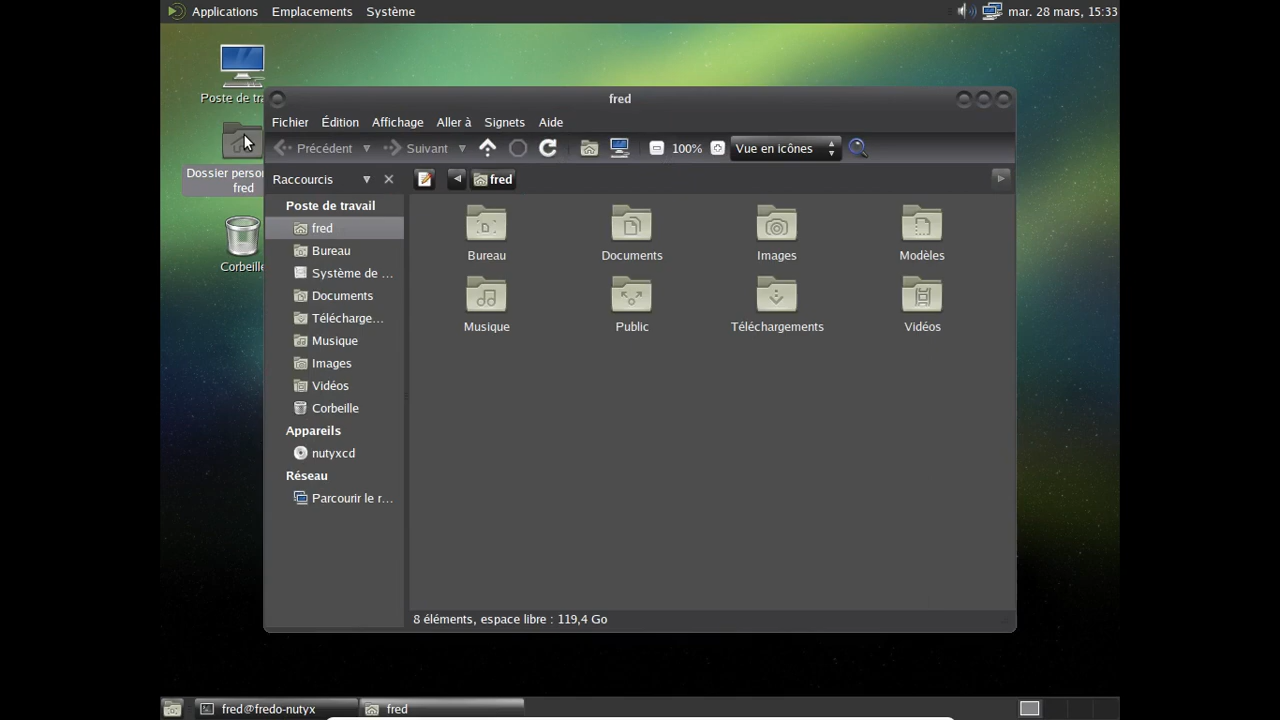 Applications Emplacements Système mar. 28 mars, 15:33
Poste de tra
Dossier person
fred
Corbeille
fred
Fichier Édition Affichage Aller à Signets Aide
Précédent Suivant 100% Vue en icônes
Raccourcis fred
Poste de travail
fred
Bureau
Système de ...
Documents
Télécharge...
Musique
Images
Vidéos
Corbeille
Appareils
nutyxcd
Réseau
Parcourir le r...
Bureau Documents Images Modèles
Musique Public Téléchargements Vidéos
8 éléments, espace libre : 119,4 Go
fred@fredo-nutyx fred